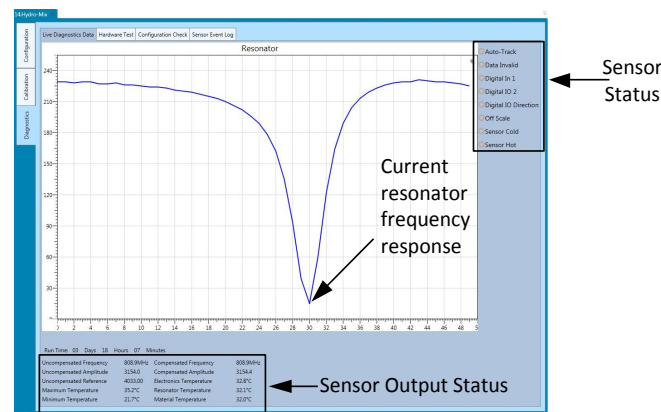 14.Hydro-Mix
Configuration
Calibration
Diagnostics
Live Diagnostics Data Hardware Test Configuration Check Sensor Event Log
Resonator
240
210
180
150
120
90
60
30
0 2 4 6 8 10 12 14 16 18 20 22 24 26 28 30 32 34 36 38 40 42 44 46 48 5
Current
resonator
frequency
response
Auto-Track
Data Invalid
Digital In 1
Digital IO 2
Digital IO Direction
Off Scale
Sensor Cold
Sensor Hot
Sensor
Status
Run Time: 03 Days 18 Hours 07 Minutes
Uncompensated Frequency 808.9MHz Compensated Frequency 808.9MHz
Uncompensated Amplitude 3154.0 Compensated Amplitude 3154.4
Uncompensated Reference 4033.00 Electronics Temperature 32.8°C
Maximum Temperature 35.2°C Resonator Temperature 32.1°C
Minimum Temperature 21.7°C Material Temperature 32.0°C
Sensor Output Status